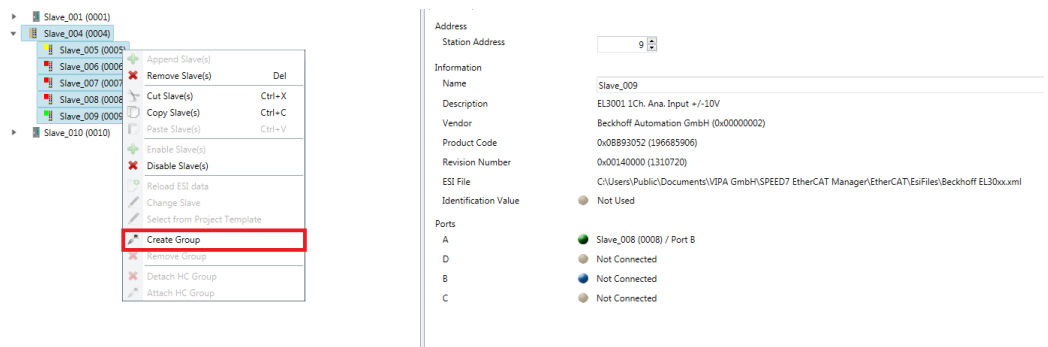 Slave_001 (0001)
Slave_004 (0004)
Slave_005 (0005)
Slave_006 (0006
Slave_007 (0007
Slave_008 (0008
Slave_009 (0009
Slave_010 (0010)
Append Slave(s)
Remove Slave(s) Del
Cut Slave(s) Ctrl+X
Copy Slave(s) Ctrl+C
Paste Slave(s) Ctrl+V
Enable Slave(s)
Disable Slave(s)
Reload ESI data
Change Slave
Select from Project Template
Create Group
Remove Group
Detach HC Group
Attach HC Group
Address
Station Address 9
Information
Name Slave_009
Description EL3001 1Ch. Ana. Input +/-10V
Vendor Beckhoff Automation GmbH (0x00000002)
Product Code 0x0BB93052 (196685906)
Revision Number 0x00140000 (1310720)
ESI File C:\Users\Public\Documents\VIPA GmbH\SPEED7 EtherCAT Manager\EtherCAT\EsiFiles\Beckhoff EL30xx.xml
Identification Value Not Used
Ports
A Slave_008 (0008) / Port B
D Not Connected
B Not Connected
C Not Connected